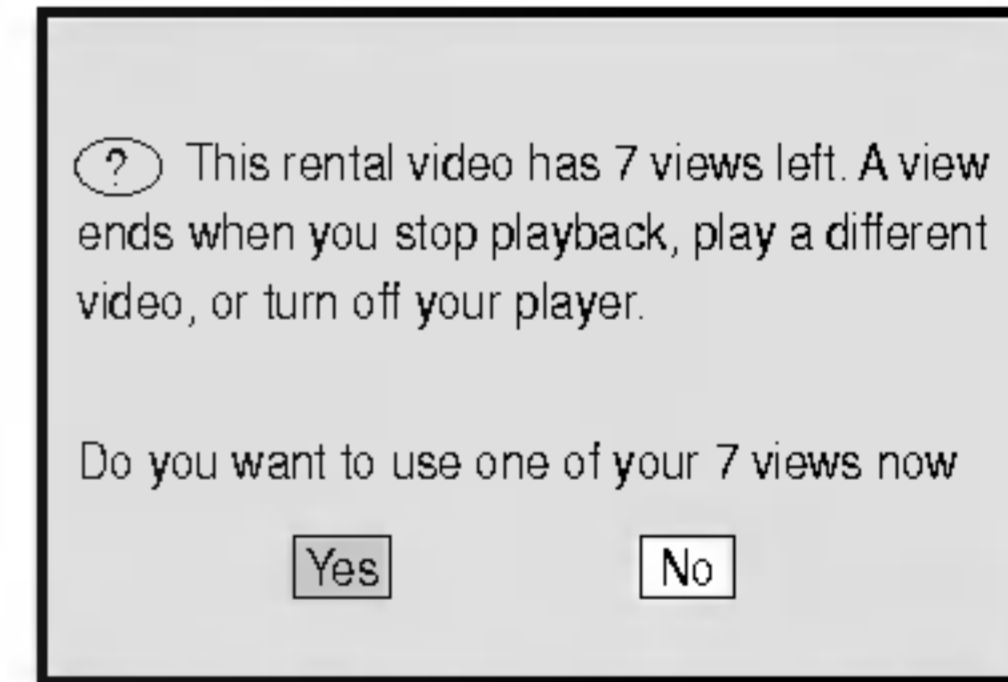 ? This rental video has 7 views left. A view
ends when you stop playback, play a different
video, or turn off your player.
Do you want to use one of your 7 views now
Yes No